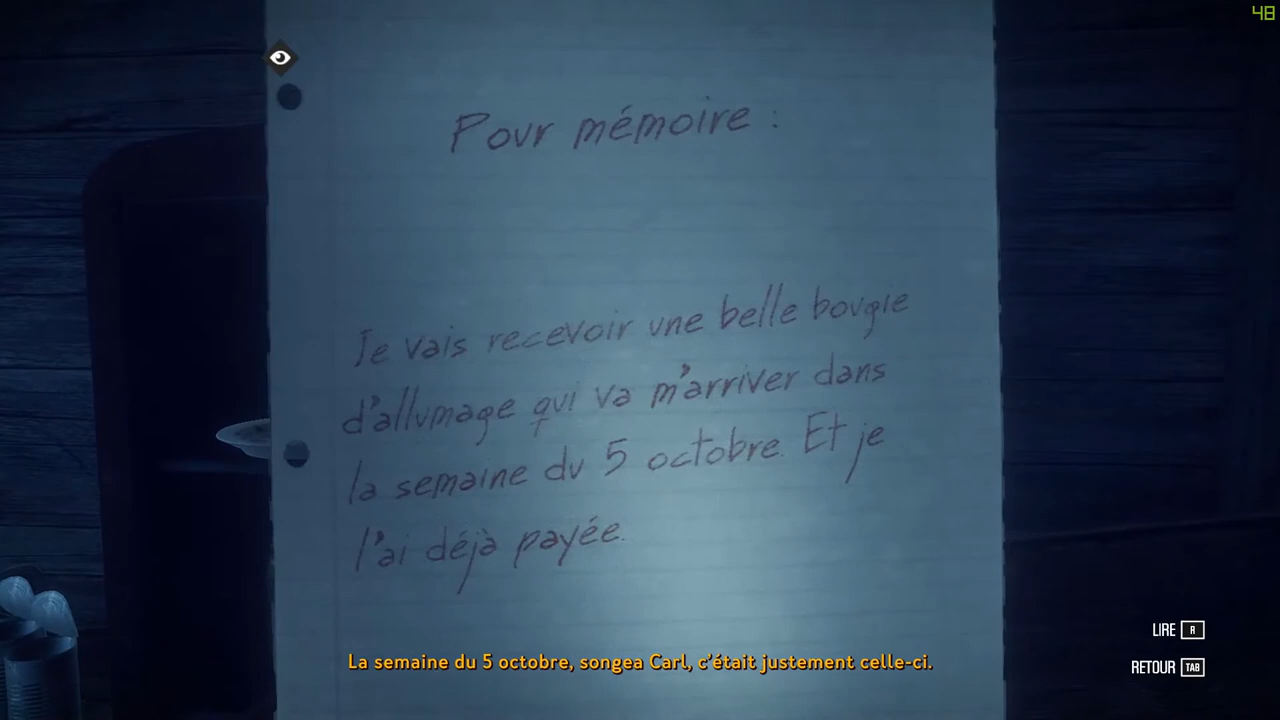 48
Pour mémoire :
Je vais recevoir une belle bougie
d'allumage qui va m'arriver dans
la semaine du 5 octobre. Et je
l'ai déjà payée.
LIRE R
La semaine du 5 octobre, songea Carl, c'était justement celle-ci.
RETOUR TAB